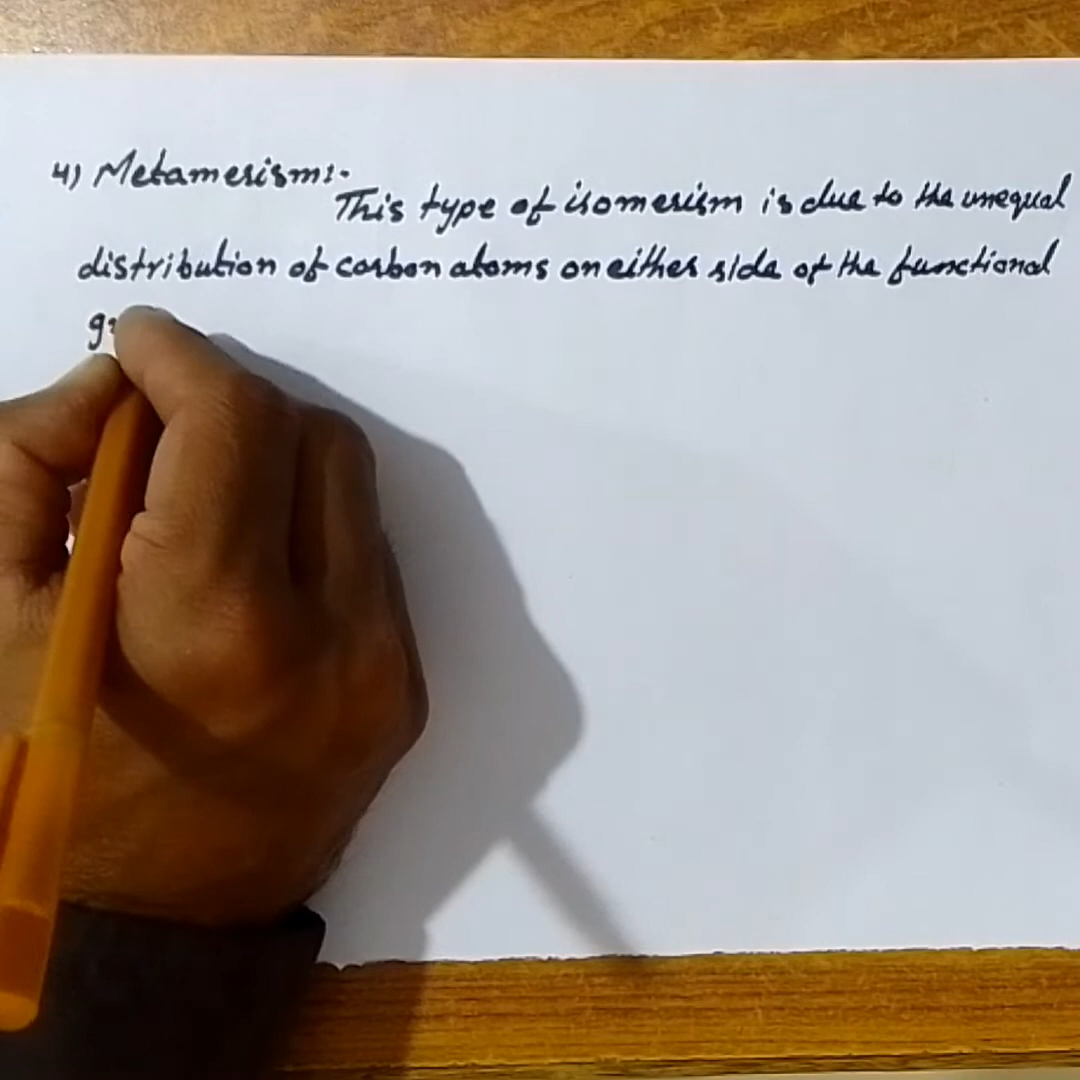 4) Metamerism:-
This type of isomerism is due to the unequal
distribution of carbon atoms on either side of the functional